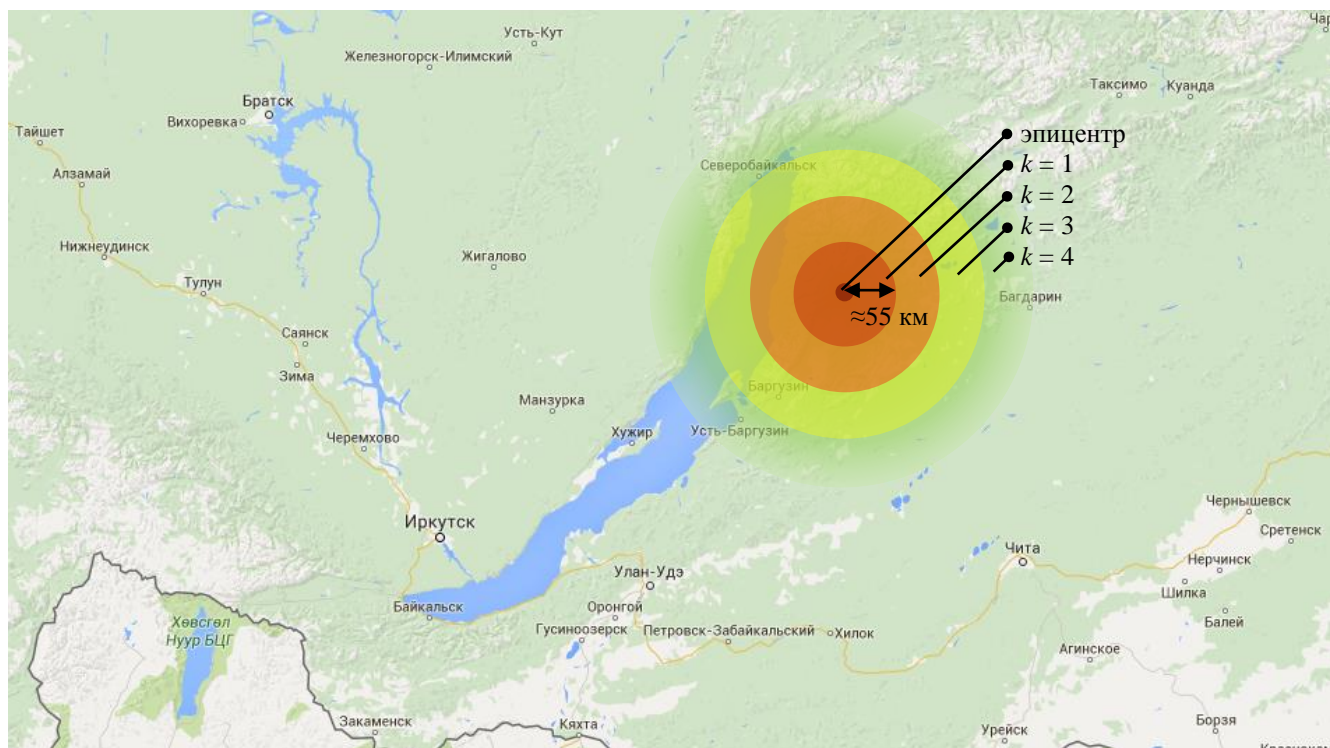 Чар
Усть-Кут
Железногорск-Илимский
Таксимо
Куанда
Братск
Вихоревка
Тайшет
эпицентр
Северобайкальск
k = 1
Алзамай
k = 2
k = 3
Нижнеудинск
Жигалово
k = 4
Тулун
Багдарин
≈55 км
Саянск
Зима
Баргузин
Манзурка
Хужир
Усть-Баргузин
Черемхово
Чернышевск
Иркутск
Сретенск
Чита
Нерчинск
Улан-Удэ
Шилка
Байкальск
Оронгой
Хөвсгөл
Нуур БЦГ
Балей
Гусиноозерск
Петровск-Забайкальский
Хилок
Агинское
Закаменск
Кяхта
Борзя
Урейск